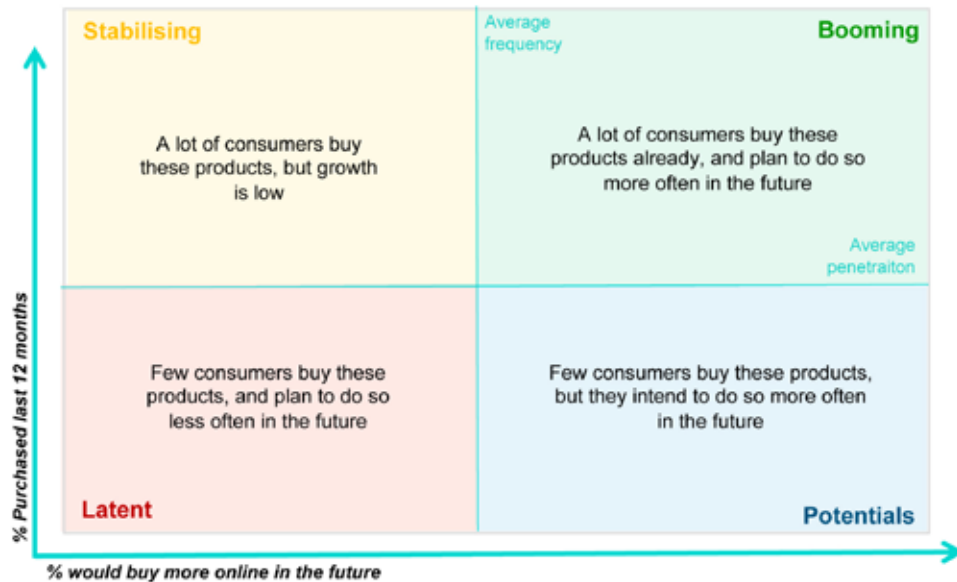 Stabilising
Average
frequency
Booming
A lot of consumers buy
these products, but growth
is low
A lot of consumers buy these
products already, and plan to do so
more often in the future
Average
penetraiton
% Purchased last 12 months
Few consumers buy these
products, and plan to do so
less often in the future
Few consumers buy these products,
but they intend to do so more often
in the future
Latent
Potentials
% would buy more online in the future